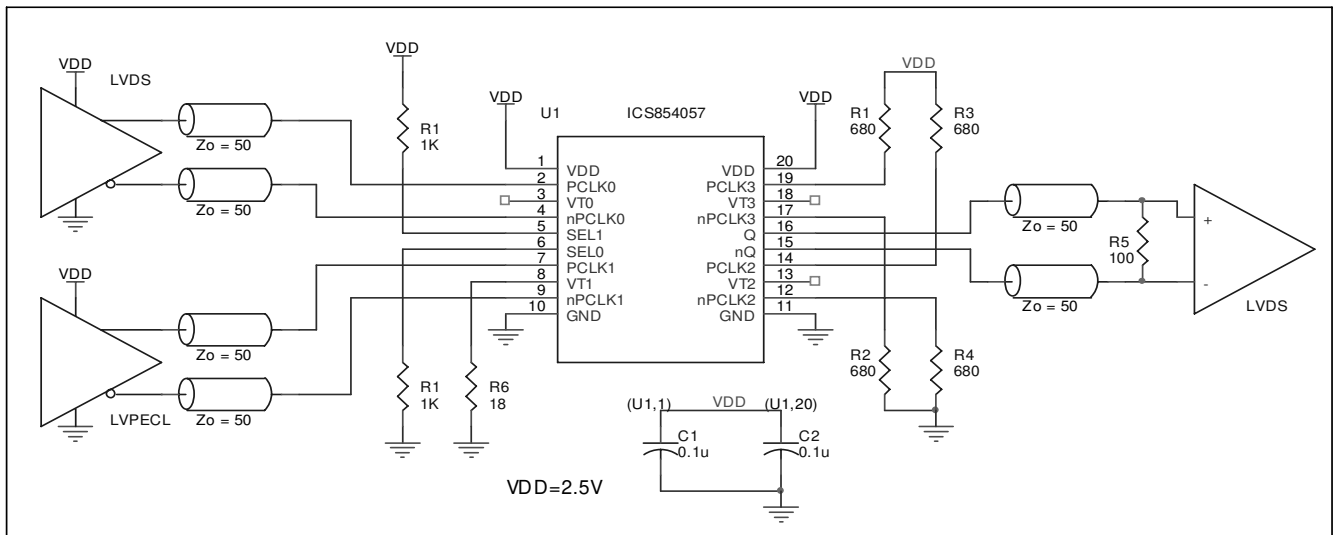 VDD
LVDS
Zo = 50
Zo = 50
VDD
R1
1K
VDD
U1
ICS854057
VDD
VDD
R1
680
R3
680
1
2
3
4
5
6
7
8
9
10
VDD
PCLK0
VT0
nPCLK0
SEL1
SEL0
PCLK1
VT1
nPCLK1
GND
VDD
PCLK3
VT3
nPCLK3
Q
nQ
PCLK2
VT2
nPCLK2
GND
20
19
18
17
16
15
14
13
12
11
Zo = 50
Zo = 50
R5
100
+
-
LVDS
VDD
LVPECL
Zo = 50
Zo = 50
R1
1K
R6
18
R2
680
R4
680
(U1,1)
VDD
(U1,20)
C1
0.1u
C2
0.1u
VDD=2.5V